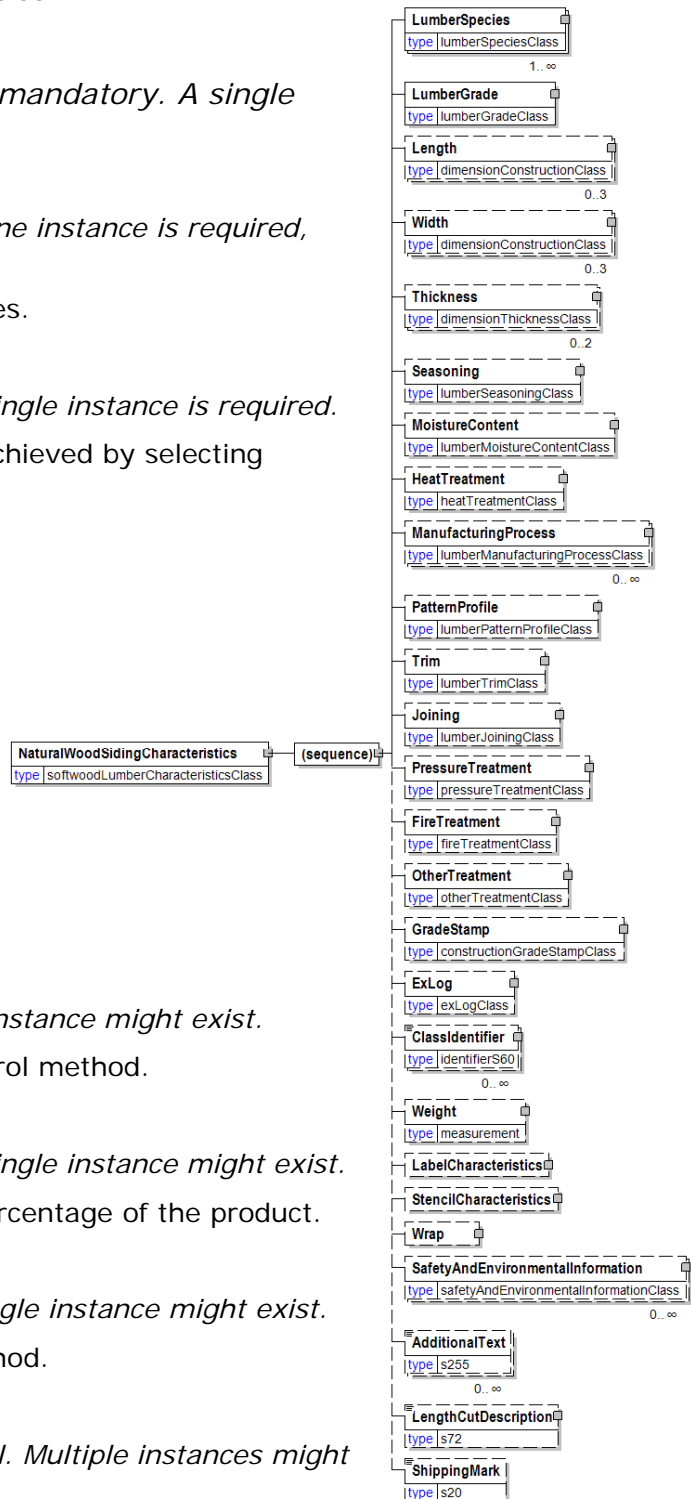 mandatory. A single
ne instance is required,
es.
ingle instance is required.
chieved by selecting
nstance might exist.
rol method.
ingle instance might exist.
rcentage of the product.
gle instance might exist.
hod.
l. Multiple instances might
NaturalWoodSidingCharacteristics
type softwoodLumberCharacteristicsClass
(sequence)
LumberSpecies
type lumberSpeciesClass
1..∞
LumberGrade
type lumberGradeClass
Length
type dimensionConstructionClass
0..3
Width
type dimensionConstructionClass
0..3
Thickness
type dimensionThicknessClass
0..2
Seasoning
type lumberSeasoningClass
MoistureContent
type lumberMoistureContentClass
HeatTreatment
type heatTreatmentClass
ManufacturingProcess
type lumberManufacturingProcessClass
0..∞
PatternProfile
type lumberPatternProfileClass
Trim
type lumberTrimClass
Joining
type lumberJoiningClass
PressureTreatment
type pressureTreatmentClass
FireTreatment
type fireTreatmentClass
OtherTreatment
type otherTreatmentClass
GradeStamp
type constructionGradeStampClass
ExLog
type exLogClass
ClassIdentifier
type identifierS60
0..∞
Weight
type measurement
LabelCharacteristics
StencilCharacteristics
Wrap
SafetyAndEnvironmentalInformation
type safetyAndEnvironmentalInformationClass
0..∞
AdditionalText
type s255
0..∞
LengthCutDescription
type s72
ShippingMark
type s20